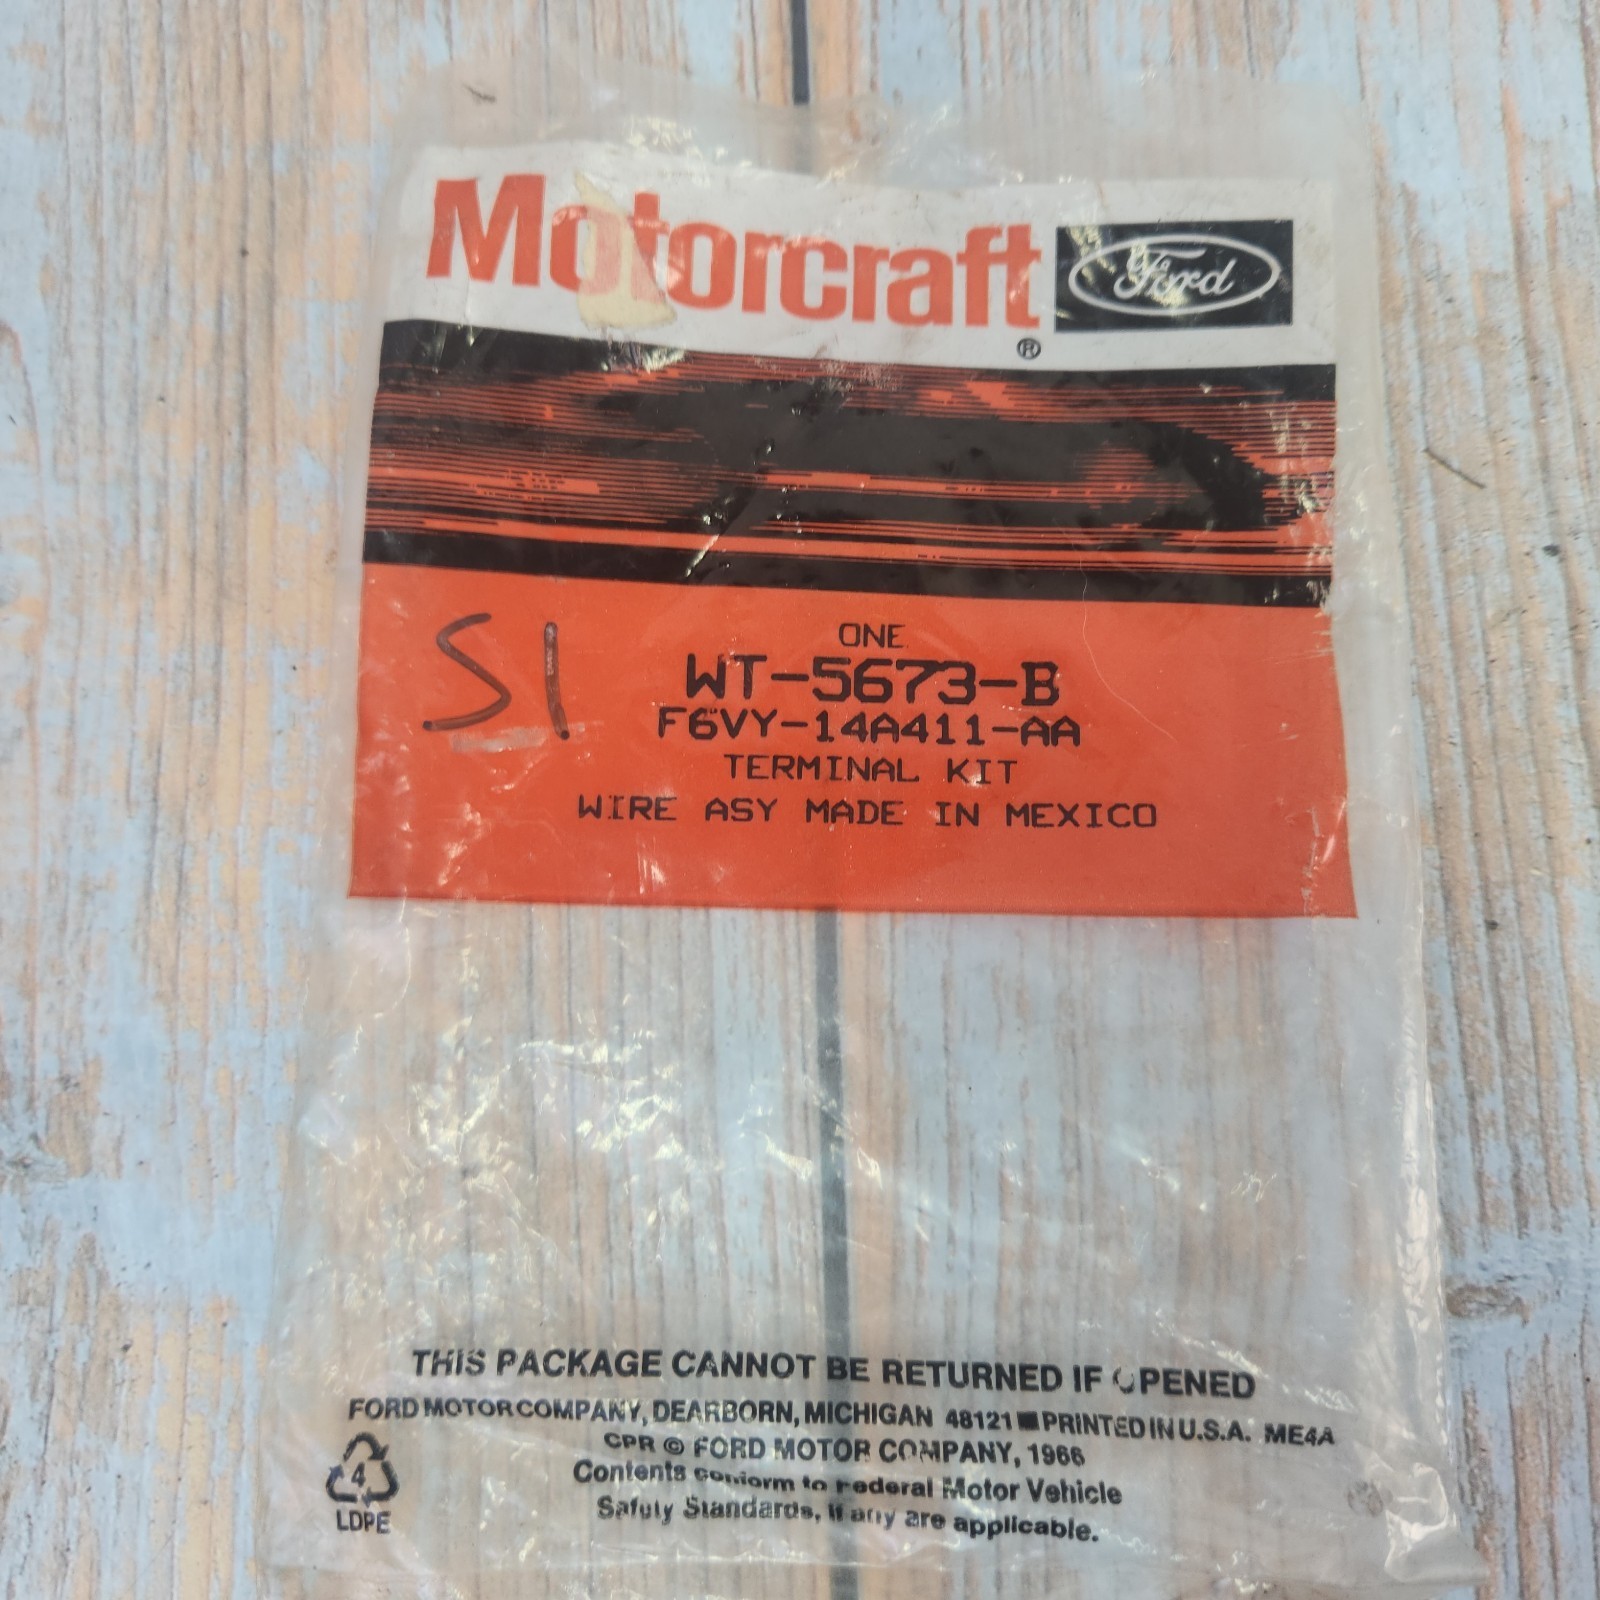 Motorcraft
®
Ford
S1
ONE
WT-5673-B
F6VY-14A411-AA
TERMINAL KIT
WIRE ASY MADE IN MEXICO
THIS PACKAGE CANNOT BE RETURNED IF OPENED
FORD MOTOR COMPANY, DEARBORN, MICHIGAN 48121 ■ PRINTED IN U.S.A. ME4A
CPR © FORD MOTOR COMPANY, 1966
Contents conform to Federal Motor Vehicle
Safety Standards, if any are applicable.
4
LDPE